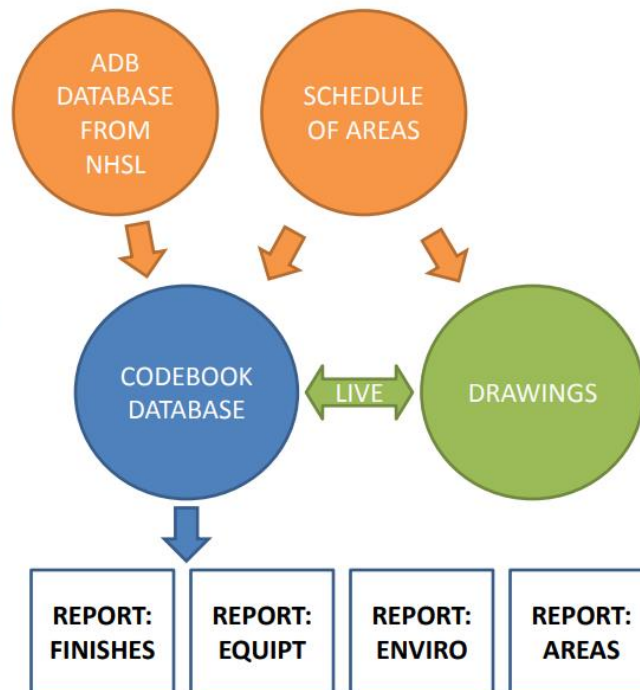 ADB
DATABASE
FROM
NHSL
SCHEDULE
OF AREAS
CODEBOOK
DATABASE
LIVE
DRAWINGS
REPORT:
FINISHES
REPORT:
EQUIPT
REPORT:
ENVIRO
REPORT:
AREAS